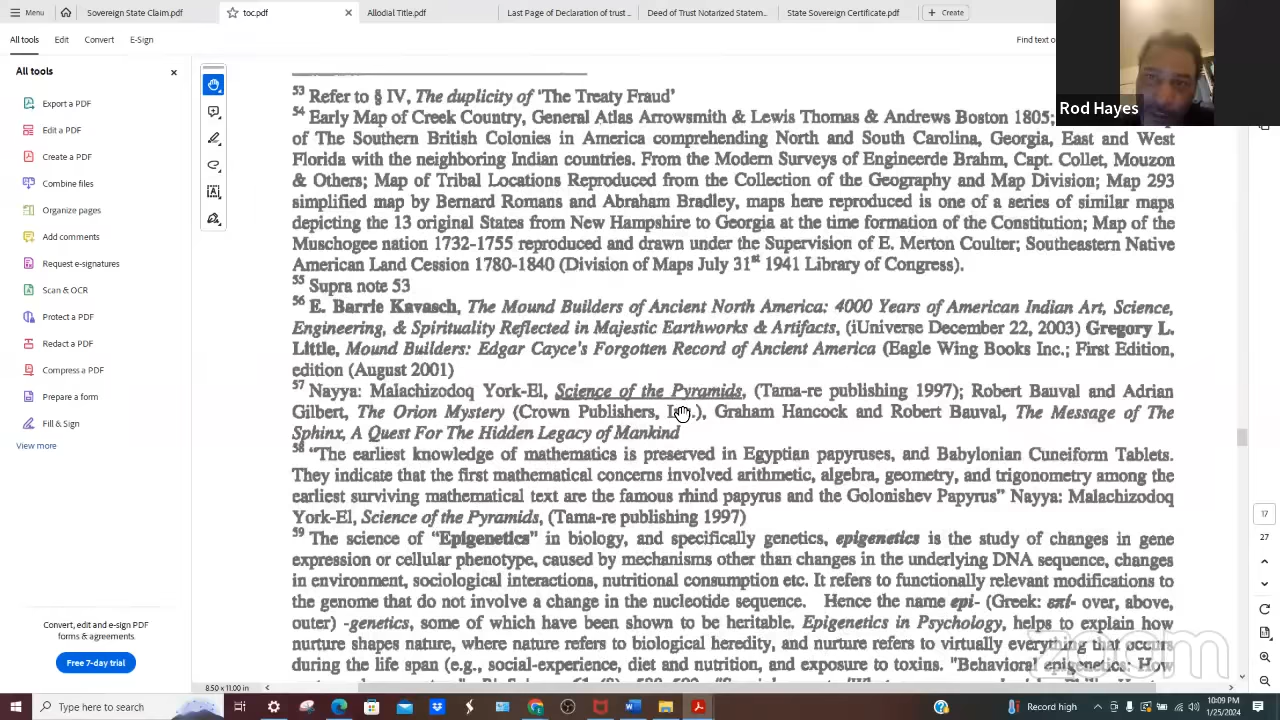 Menu
Sovereign State Claim.pdf
toc.pdf
Allodial Title.pdf
Last Page of Declaration of trust ...
Deed of Trust Notarized Statem...
State Sovereign Certificate.pdf
Create
All tools
Edit
Convert
E-Sign
Find text o
Rod Hayes
All tools
Export a PDF
Edit a PDF
Create a PDF
Combine files
Organize pages
Add comments
Request e-signatures
Scan & OCR
Protect a PDF
Redact a PDF
Compress a PDF
Prepare a form
Fill & Sign
View more
Convert, edit and e-sign PDF
forms & agreements.
Free 7-day trial
53 Refer to § IV, The duplicity of 'The Treaty Fraud'
54 Early Map of Creek Country, General Atlas Arrowsmith & Lewis Thomas & Andrews Boston 1805;
of The Southern British Colonies in America comprehending North and South Carolina, Georgia, East and West
Florida with the neighboring Indian countries. From the Modern Surveys of Engineerde Brahm, Capt. Collet, Mouzon
& Others; Map of Tribal Locations Reproduced from the Collection of the Geography and Map Division; Map 293
simplified map by Bernard Romans and Abraham Bradley, maps here reproduced is one of a series of similar maps
depicting the 13 original States from New Hampshire to Georgia at the time formation of the Constitution; Map of the
Muschogee nation 1732-1755 reproduced and drawn under the Supervision of E. Merton Coulter; Southeastern Native
American Land Cession 1780-1840 (Division of Maps July 31st 1941 Library of Congress).
55 Supra note 53
56 E. Barrie Kavasch, The Mound Builders of Ancient North America: 4000 Years of American Indian Art, Science,
Engineering, & Spirituality Reflected in Majestic Earthworks & Artifacts, (iUniverse December 22, 2003) Gregory L.
Little, Mound Builders: Edgar Cayce's Forgotten Record of Ancient America (Eagle Wing Books Inc.; First Edition,
edition (August 2001)
57 Nayya: Malachizodoq York-El, Science of the Pyramids, (Tama-re publishing 1997); Robert Bauval and Adrian
Gilbert, The Orion Mystery (Crown Publishers, .), Graham Hancock and Robert Bauval, The Message of The
Sphinx, A Quest For The Hidden Legacy of Mankind
58 "The earliest knowledge of mathematics is preserved in Egyptian papyruses, and Babylonian Cuneiform Tablets.
They indicate that the first mathematical concerns involved arithmetic, algebra, geometry, and trigonometry among the
earliest surviving mathematical text are the famous rhind papyrus and the Golonishev Papyrus" Nayya: Malachizodoq
York-El, Science of the Pyramids, (Tama-re publishing 1997)
59 The science of "Epigenetics" in biology, and specifically genetics, epigenetics is the study of changes in gene
expression or cellular phenotype, caused by mechanisms other than changes in the underlying DNA sequence, changes
in environment, sociological interactions, nutritional consumption etc. It refers to functionally relevant modifications to
the genome that do not involve a change in the nucleotide sequence. Hence the name epi- (Greek: επί- over, above,
outer) -genetics, some of which have been shown to be heritable. Epigenetics in Psychology, helps to explain how
nurture shapes nature, where nature refers to biological heredity, and nurture refers to virtually everything that occurs
during the life span (e.g., social-experience, diet and nutrition, and exposure to toxins. "Behavioral epigenetics: How
17
27
zoom
8.50 x 11.00 in
Type here to search
Record high
10:09 PM
1/25/2024